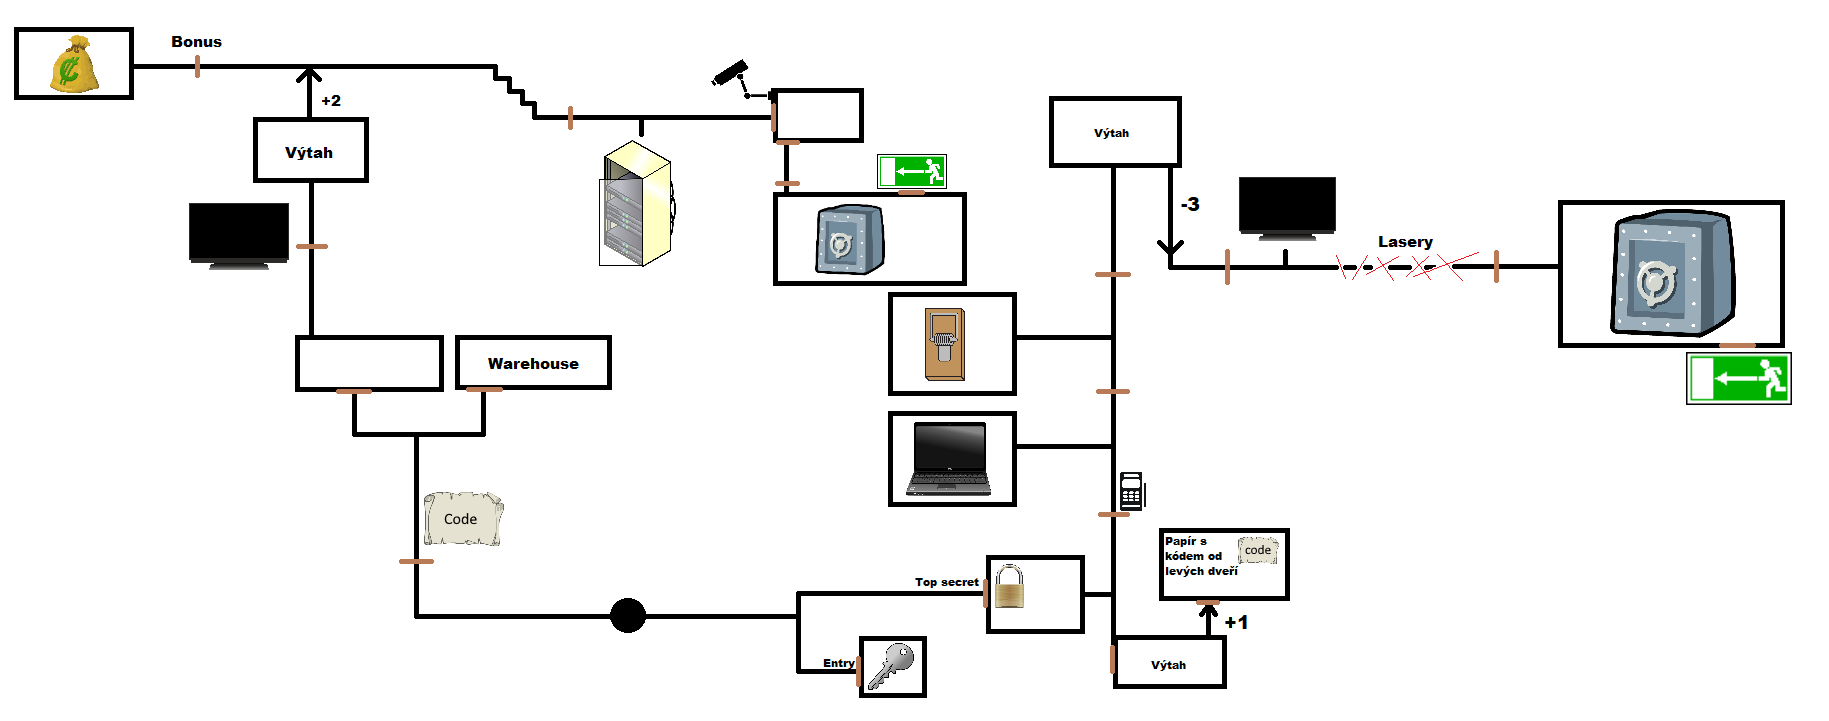 Bonus
+2
Výtah
Výtah
-3
Lasery
Warehouse
Code
Papír s
kódem od
levých dveří
code
Top secret
Entry
+1
Výtah